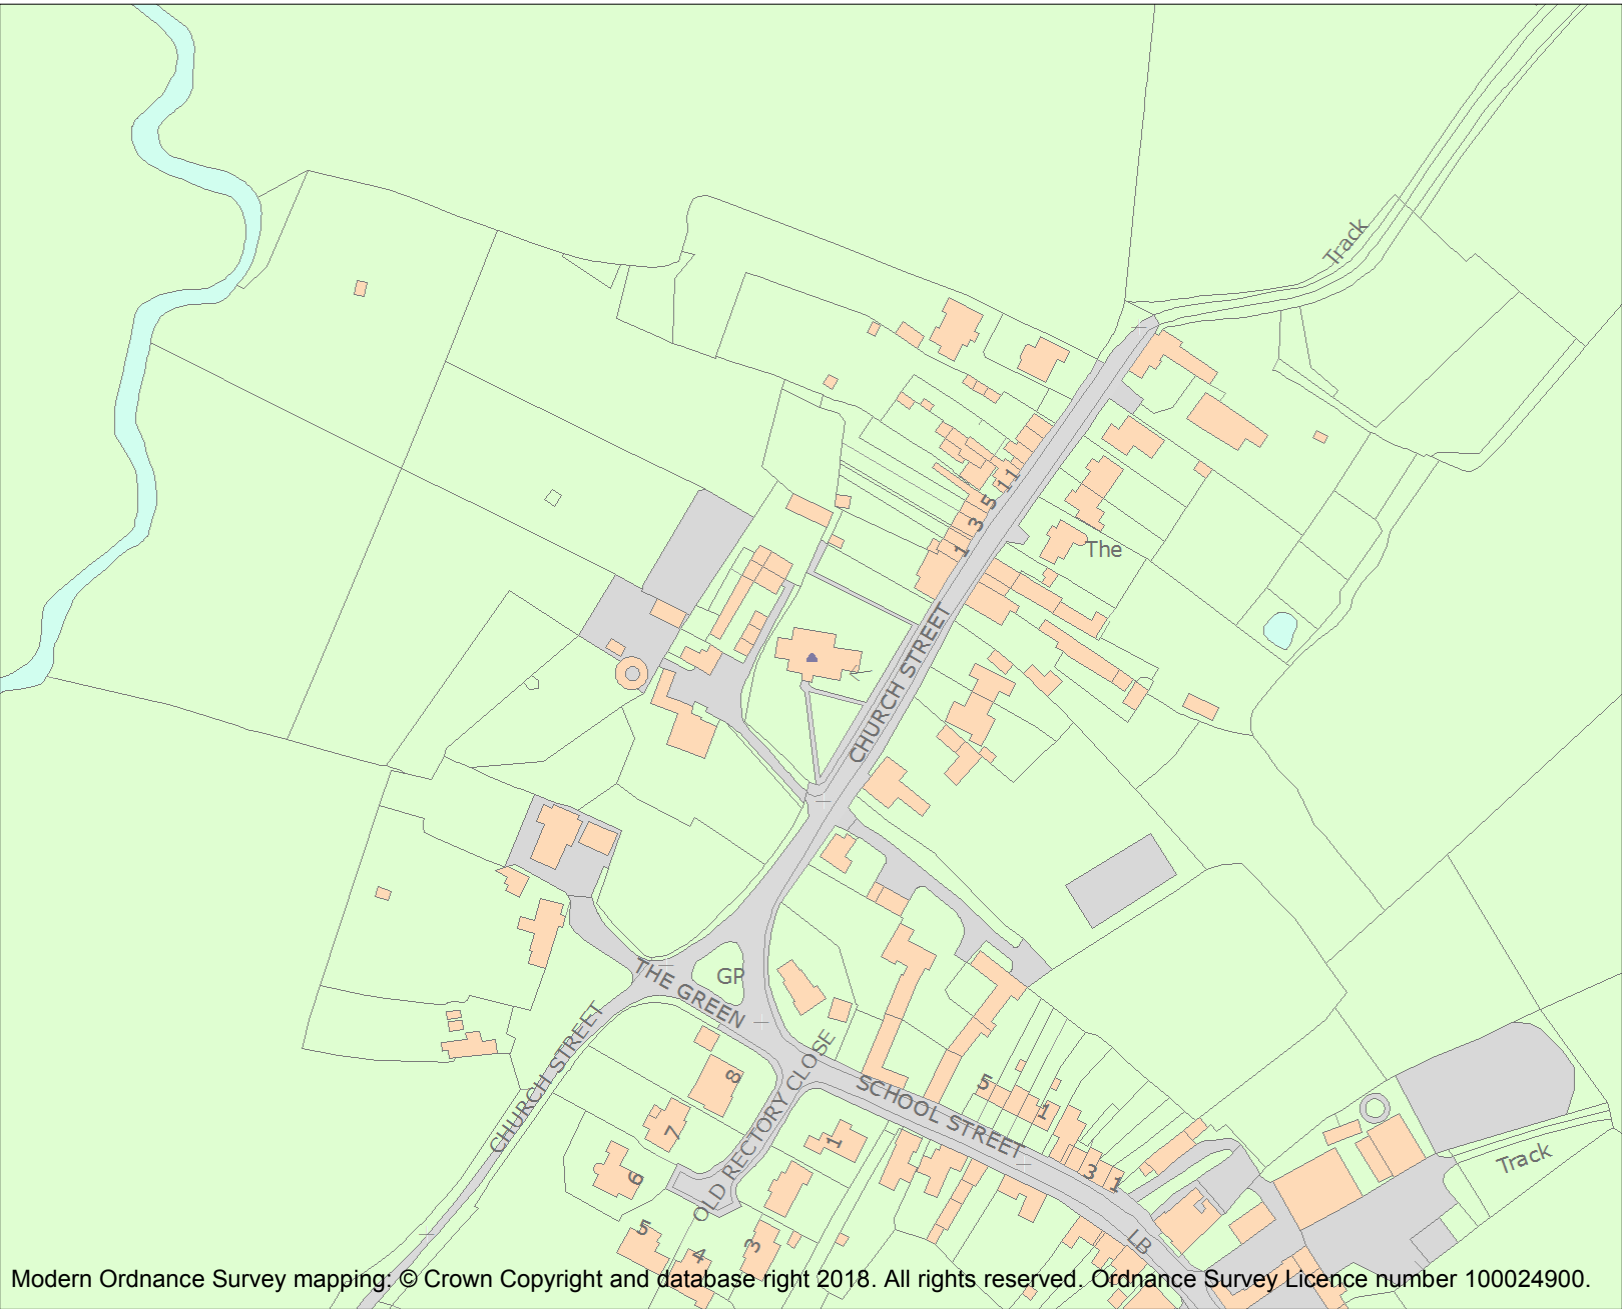 Track
11
5
3
1
The
CHURCH STREET
GP
THE GREEN
CHURCH STREET
OLD RECTORY CLOSE
SCHOOL STREET
8
7
6
5
4
3
1
5
1
3
1
LB
Track
Modern Ordnance Survey mapping: © Crown Copyright and database right 2018. All rights reserved. Ordnance Survey Licence number 100024900.